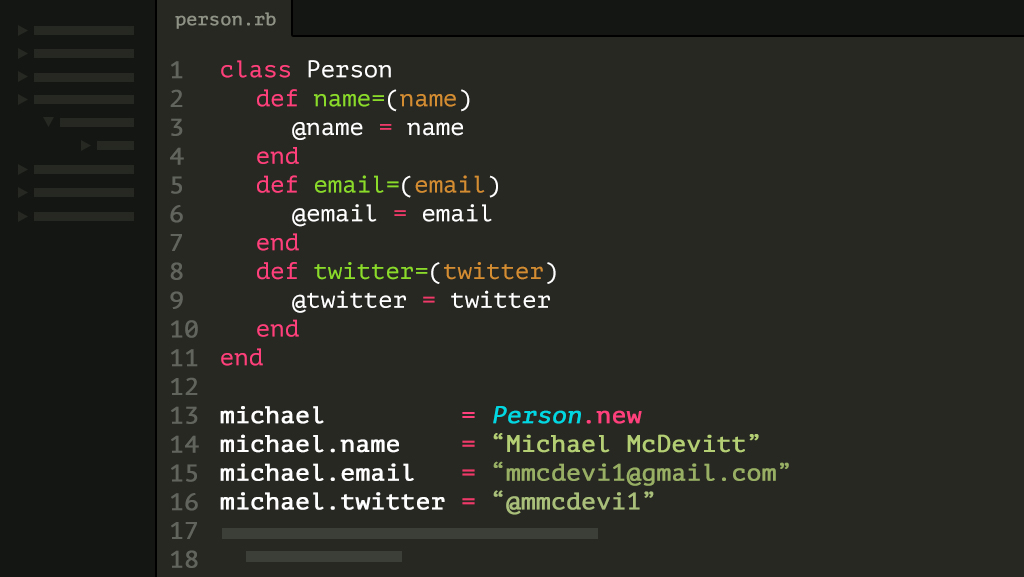 person.rb
1 class Person
2 def name=(name)
3 @name = name
4 end
5 def email=(email)
6 @email = email
7 end
8 def twitter=(twitter)
9 @twitter = twitter
10 end
11 end
12
13 michael = Person.new
14 michael.name = “Michael McDevitt”
15 michael.email = “mmcdevi1@gmail.com”
16 michael.twitter = “@mmcdevi1”
17
18